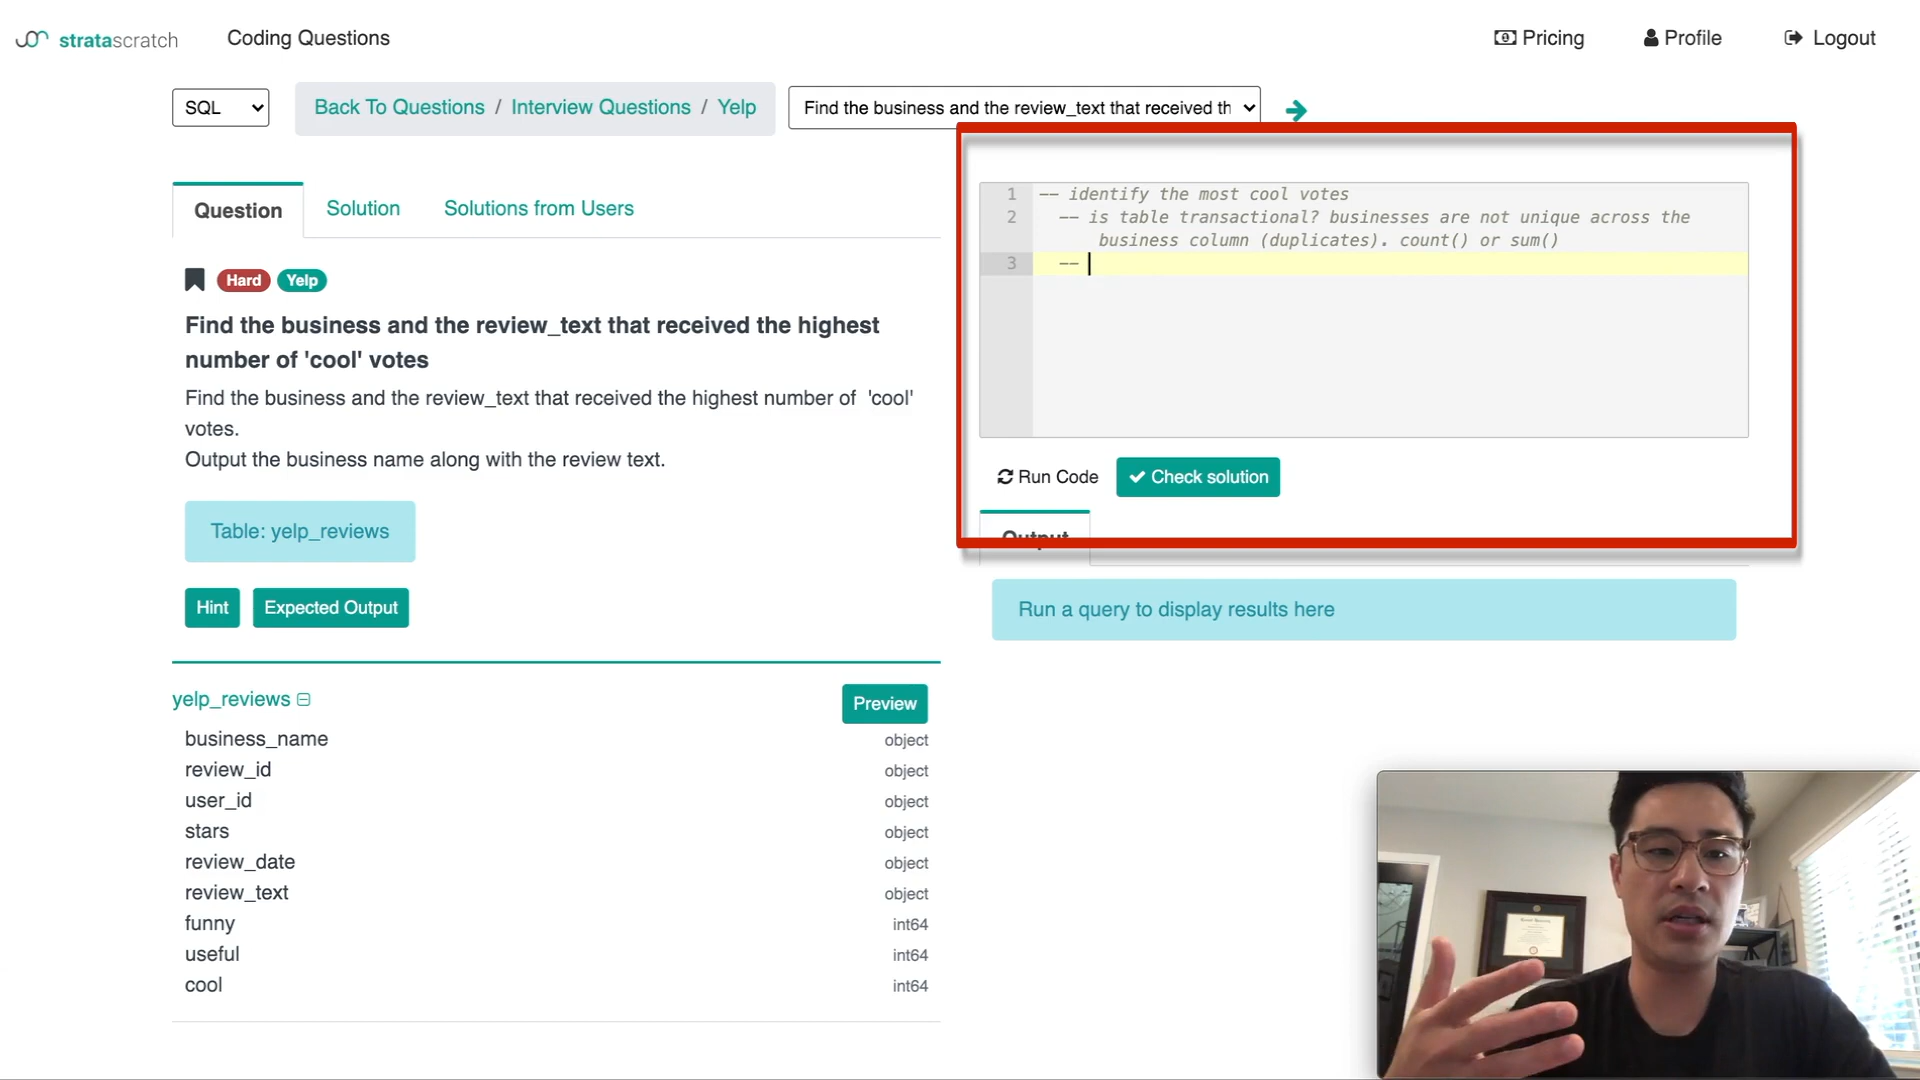 stratascratch
Coding Questions
Pricing
Profile
Logout
SQL
Back To Questions / Interview Questions / Yelp
Find the business and the review_text that received th
Question
Solution
Solutions from Users
Hard
Yelp
Find the business and the review_text that received the highest
number of 'cool' votes
Find the business and the review_text that received the highest number of 'cool'
votes.
Output the business name along with the review text.
Table: yelp_reviews
Hint
Expected Output
yelp_reviews
Preview
business_name object
review_id object
user_id object
stars object
review_date object
review_text object
funny int64
useful int64
cool int64
1 -- identify the most cool votes
2 -- is table transactional? businesses are not unique across the
business column (duplicates). count() or sum()
3 --
Run Code
Check solution
Output
Run a query to display results here